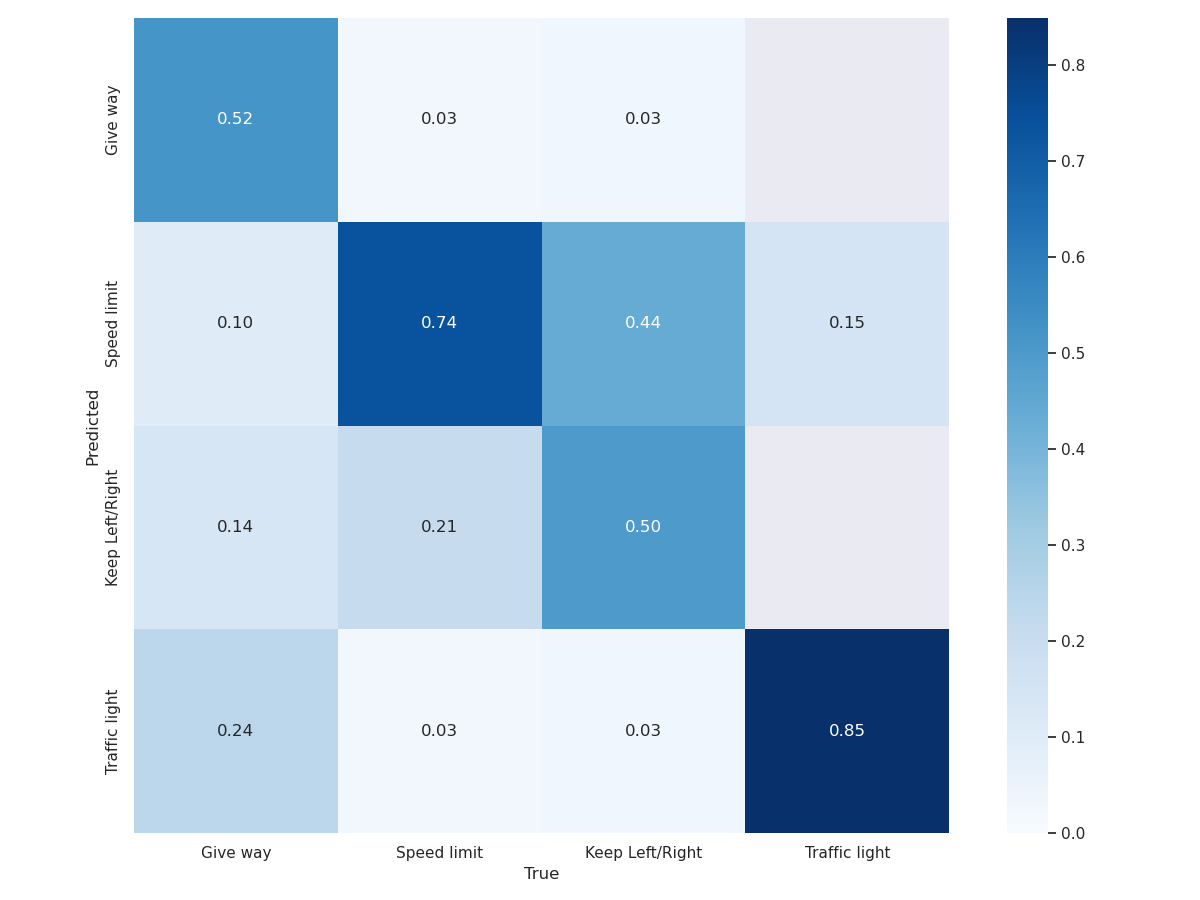 Predicted
Give way
0.52
0.03
0.03
Speed limit
0.10
0.74
0.44
0.15
Keep Left/Right
0.14
0.21
0.50
Traffic light
0.24
0.03
0.03
0.85
Give way
Speed limit
Keep Left/Right
Traffic light
True
0.8
0.7
0.6
0.5
0.4
0.3
0.2
0.1
0.0